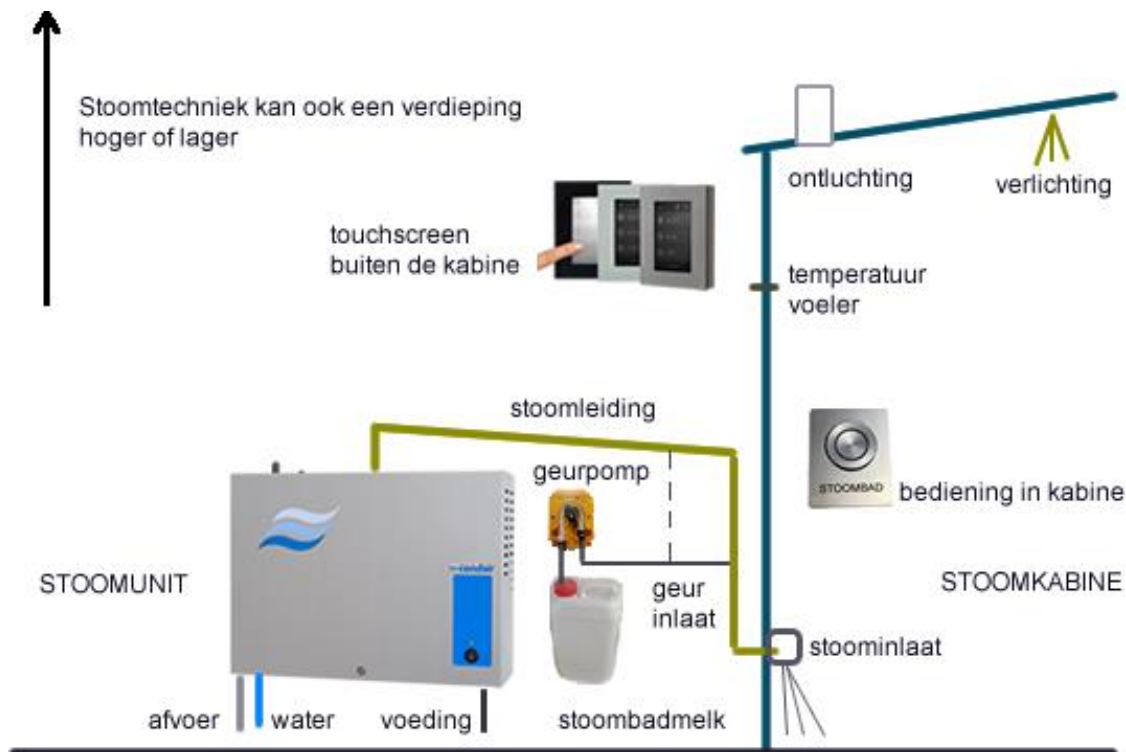 Stoomtechniek kan ook een verdieping
hoger of lager
ontluchting
verlichting
touchscreen
buiten de kabine
temperatuur
voeler
stoomleiding
geurpomp
STOOMBAD
bediening in kabine
condair
STOOMUNIT
geur
inlaat
STOOMKABINE
stoominlaat
afvoer
water
voeding
stoombadmelk